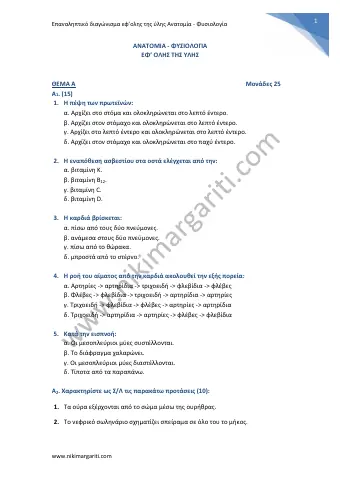 Επαναληπτικό διαγώνισμα εφ'ολης της ύλης Ανατομία - Φυσιολογία
1
ΑΝΑΤΟΜΙΑ - ΦΥΣΙΟΛΟΓΙΑ
ΕΦ' ΟΛΗΣ ΤΗΣ ΥΛΗΣ
ΘΕΜΑ Α Μονάδες 25
Α1. (15)
1. Η πέψη των πρωτεϊνών:
α. Αρχίζει στο στόμα και ολοκληρώνεται στο λεπτό έντερο.
β. Αρχίζει στον στόμαχο και ολοκληρώνεται στο λεπτό έντερο.
γ. Αρχίζει στο λεπτό έντερο και ολοκληρώνεται στο παχύ έντερο.
δ. Αρχίζει στον στόμαχο και ολοκληρώνεται στο παχύ έντερο.
2. Η εναπόθεση ασβεστίου στα οστά ελέγχεται από την:
α. βιταμίνη Κ.
β. βιταμίνη Β12.
γ. βιταμίνη C.
δ. βιταμίνη D.
3. Η καρδιά βρίσκεται:
α. πίσω από τους δύο πνεύμονες.
β. ανάμεσα στους δύο πνεύμονες.
γ. πίσω από το θώρακα.
δ. μπροστά από το στέρνο.
4. Η ροή του αίματος από την καρδιά ακολουθεί την εξής πορεία:
α. Αρτηρίες -> αρτηρίδια -> τριχοειδή -> φλεβίδια -> φλέβες
β. Φλέβες -> φλεβίδια -> τριχοειδή -> αρτηρίδια -> αρτηρίες
γ. Τριχοειδή -> φλεβίδια -> φλέβες -> αρτηρίες -> αρτηρίδια
δ. Τριχοειδή -> αρτηρίδια -> αρτηρίες -> φλέβες -> φλεβίδια
5. Κατά την εισπνοή:
α. Οι μεσοπλεύριοι μύες συστέλλονται.
β. Το διάφραγμα χαλαρώνει.
γ. Οι μεσοπλεύριοι μύες διαστέλλονται.
δ. Τίποτα από τα παραπάνω.
Α2. Χαρακτηρίστε ως Σ/Λ τις παρακάτω προτάσεις (10):
1. Τα ούρα εξέρχονται από το σώμα μέσω της ουρήθρας.
2. Το νεφρικό σωληνάριο σχηματίζει σπείραμα σε όλο του το μήκος.
www.nikimargariti.com
www.nikimargariti.com